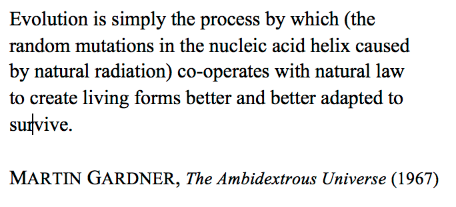 Evolution is simply the process by which (the
random mutations in the nucleic acid helix caused
by natural radiation) co-operates with natural law
to create living forms better and better adapted to
survive.
MARTIN GARDNER, The Ambidextrous Universe (1967)